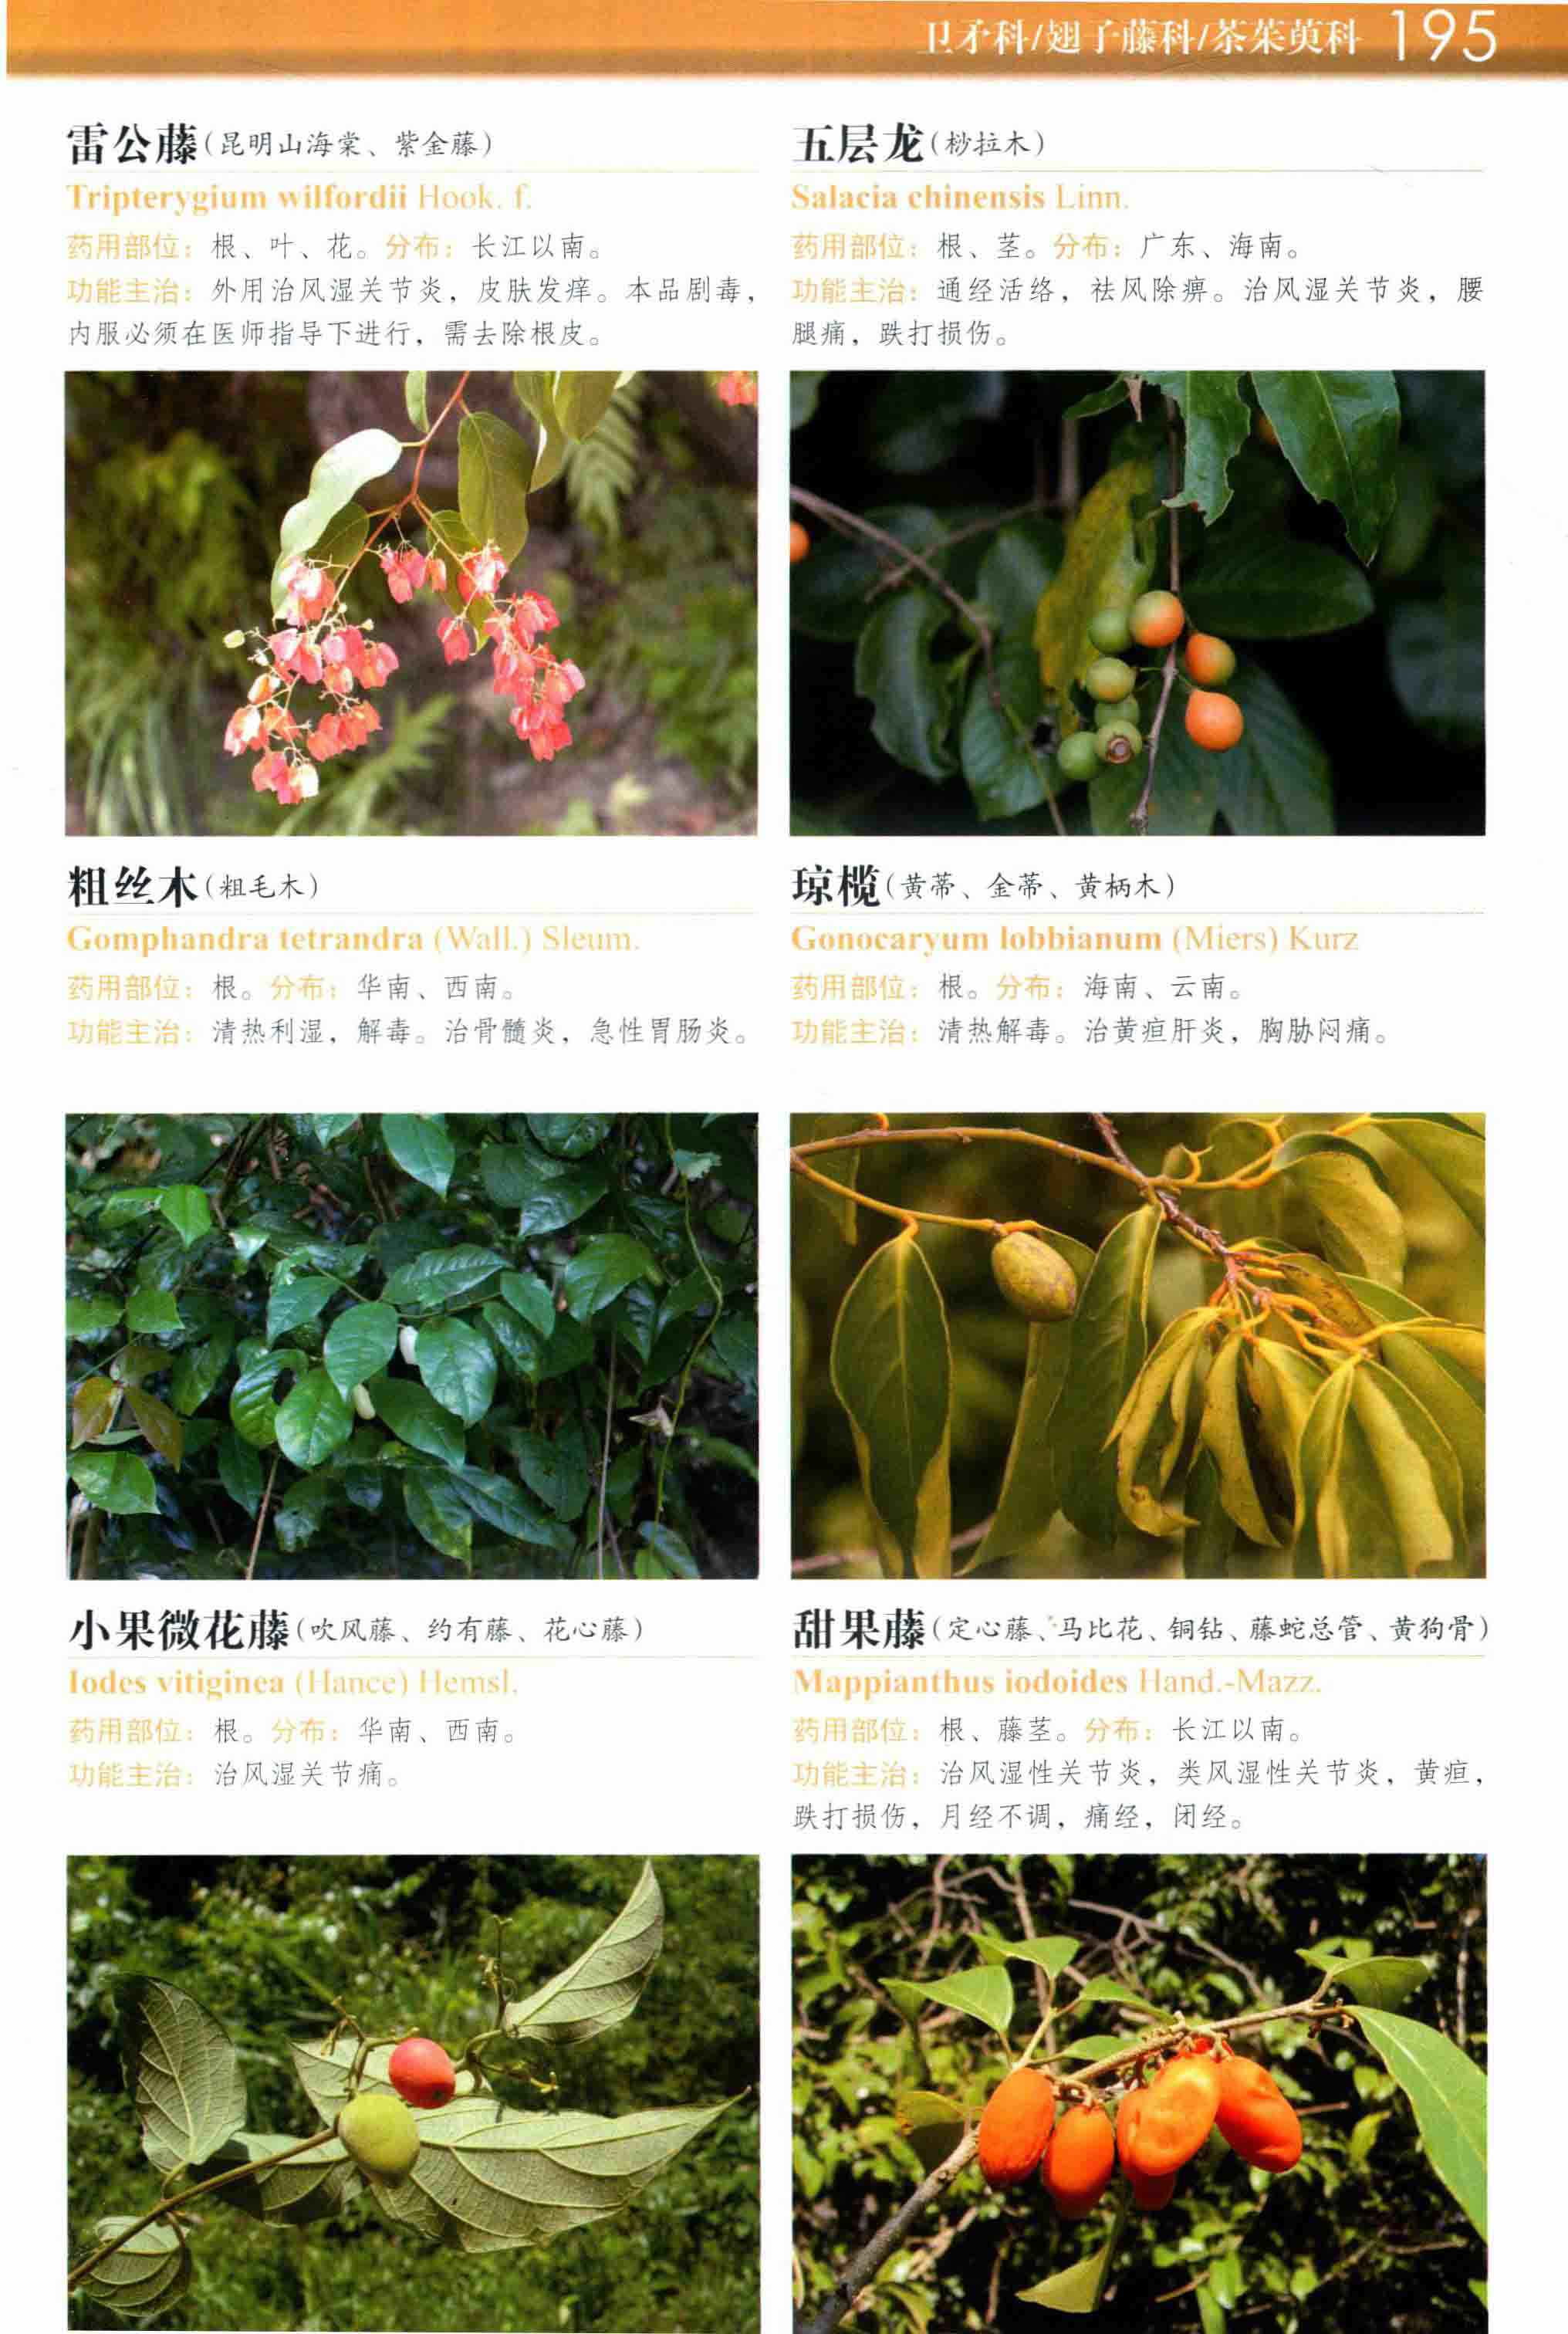 卫矛科/翅子藤科/茶茱萸科 195
雷公藤(昆明山海棠、紫金藤)
Tripterygium wilfordii Hook. f.
药用部位：根、叶、花。分布：长江以南。
功能主治：外用治风湿关节炎，皮肤发痒。本品剧毒，
内服必须在医师指导下进行，需去除根皮。
五层龙(桫拉木)
Salacia chinensis Linn.
药用部位：根、茎。分布：广东、海南。
功能主治：通经活络，祛风除痹。治风湿关节炎，腰
腿痛，跌打损伤。
粗丝木(粗毛木)
Gomphandra tetrandra (Wall.) Sleum.
药用部位：根。分布：华南、西南。
功能主治：清热利湿，解毒。治骨髓炎，急性胃肠炎。
琼榄(黄蒂、金蒂、黄柄木)
Gonocaryum lobbianum (Miers) Kurz
药用部位：根。分布：海南、云南。
功能主治：清热解毒。治黄疸肝炎，胸胁闷痛。
小果微花藤(吹风藤、约有藤、花心藤)
Iodes vitiginea (Hance) Hemsl.
药用部位：根。分布：华南、西南。
功能主治：治风湿关节痛。
甜果藤(定心藤、马比花、铜钻、藤蛇总管、黄狗骨)
Mappianthus iodoides Hand.-Mazz.
药用部位：根、藤茎。分布：长江以南。
功能主治：治风湿性关节炎，类风湿性关节炎，黄疸，
跌打损伤，月经不调，痛经，闭经。